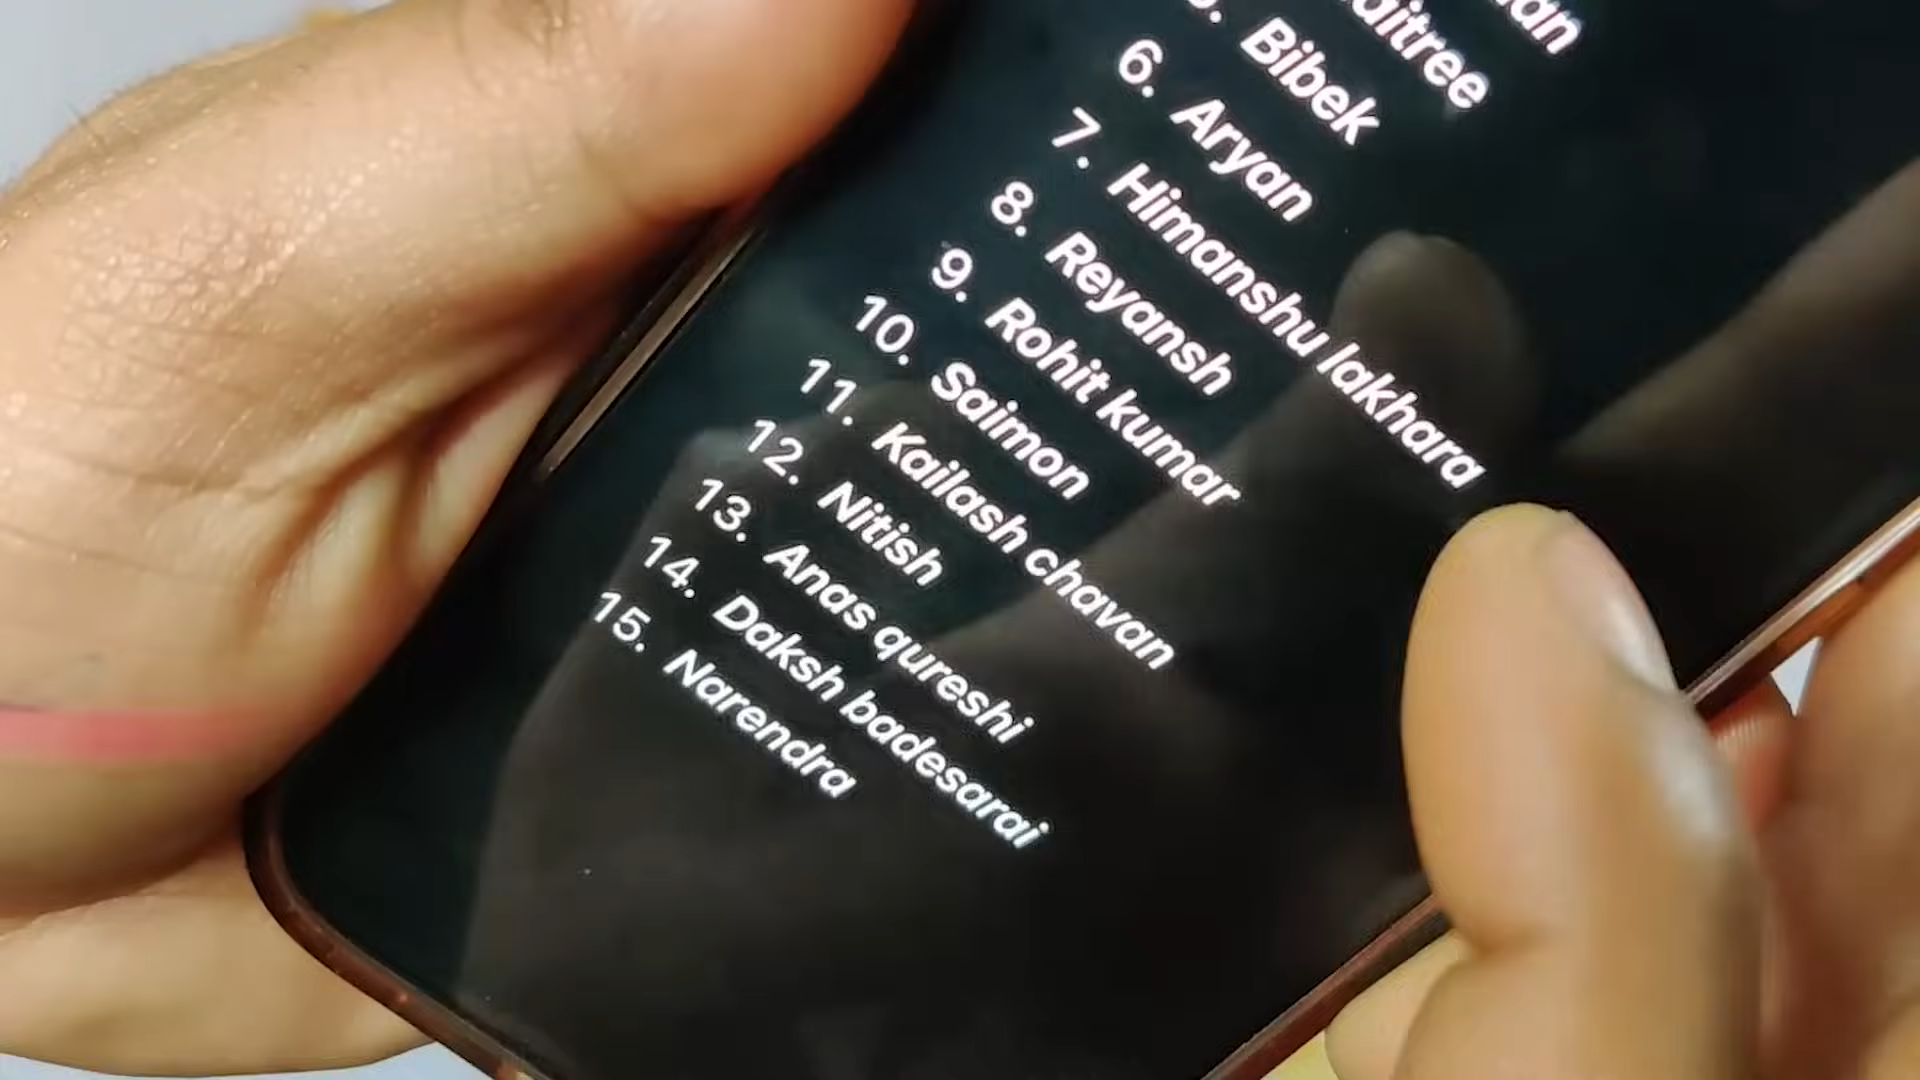 Bibek
6. Aryan
7. Himanshu lakhara
8. Reyansh
9. Rohit kumar
10. Saimon
11. Kailash chavan
12. Nitish
13. Anas qureshi
14. Daksh badesarai
15. Narendra